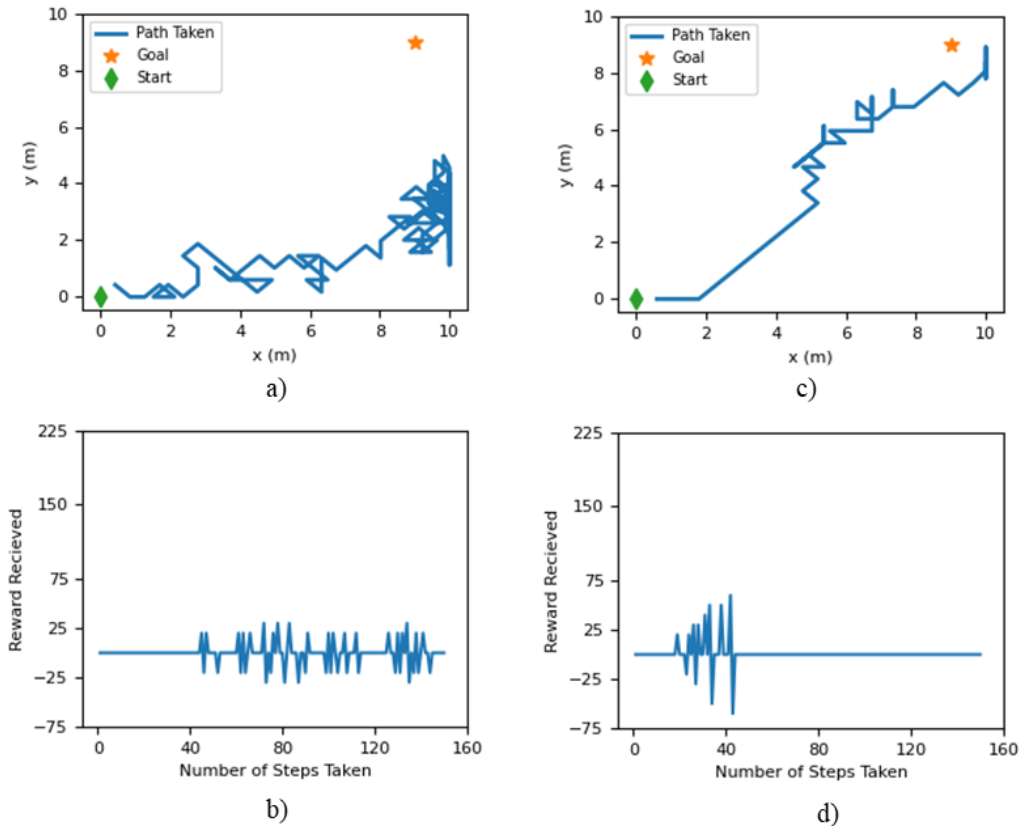 10
8
6
4
2
0
y (m)
Path Taken
Goal
Start
0 2 4 6 8 10
x (m)
a)
10
8
6
4
2
0
y (m)
Path Taken
Goal
Start
0 2 4 6 8 10
x (m)
c)
225
150
75
25
−25
−75
Reward Recieved
0 40 80 120 160
Number of Steps Taken
b)
225
150
75
25
−25
−75
Reward Recieved
0 40 80 120 160
Number of Steps Taken
d)